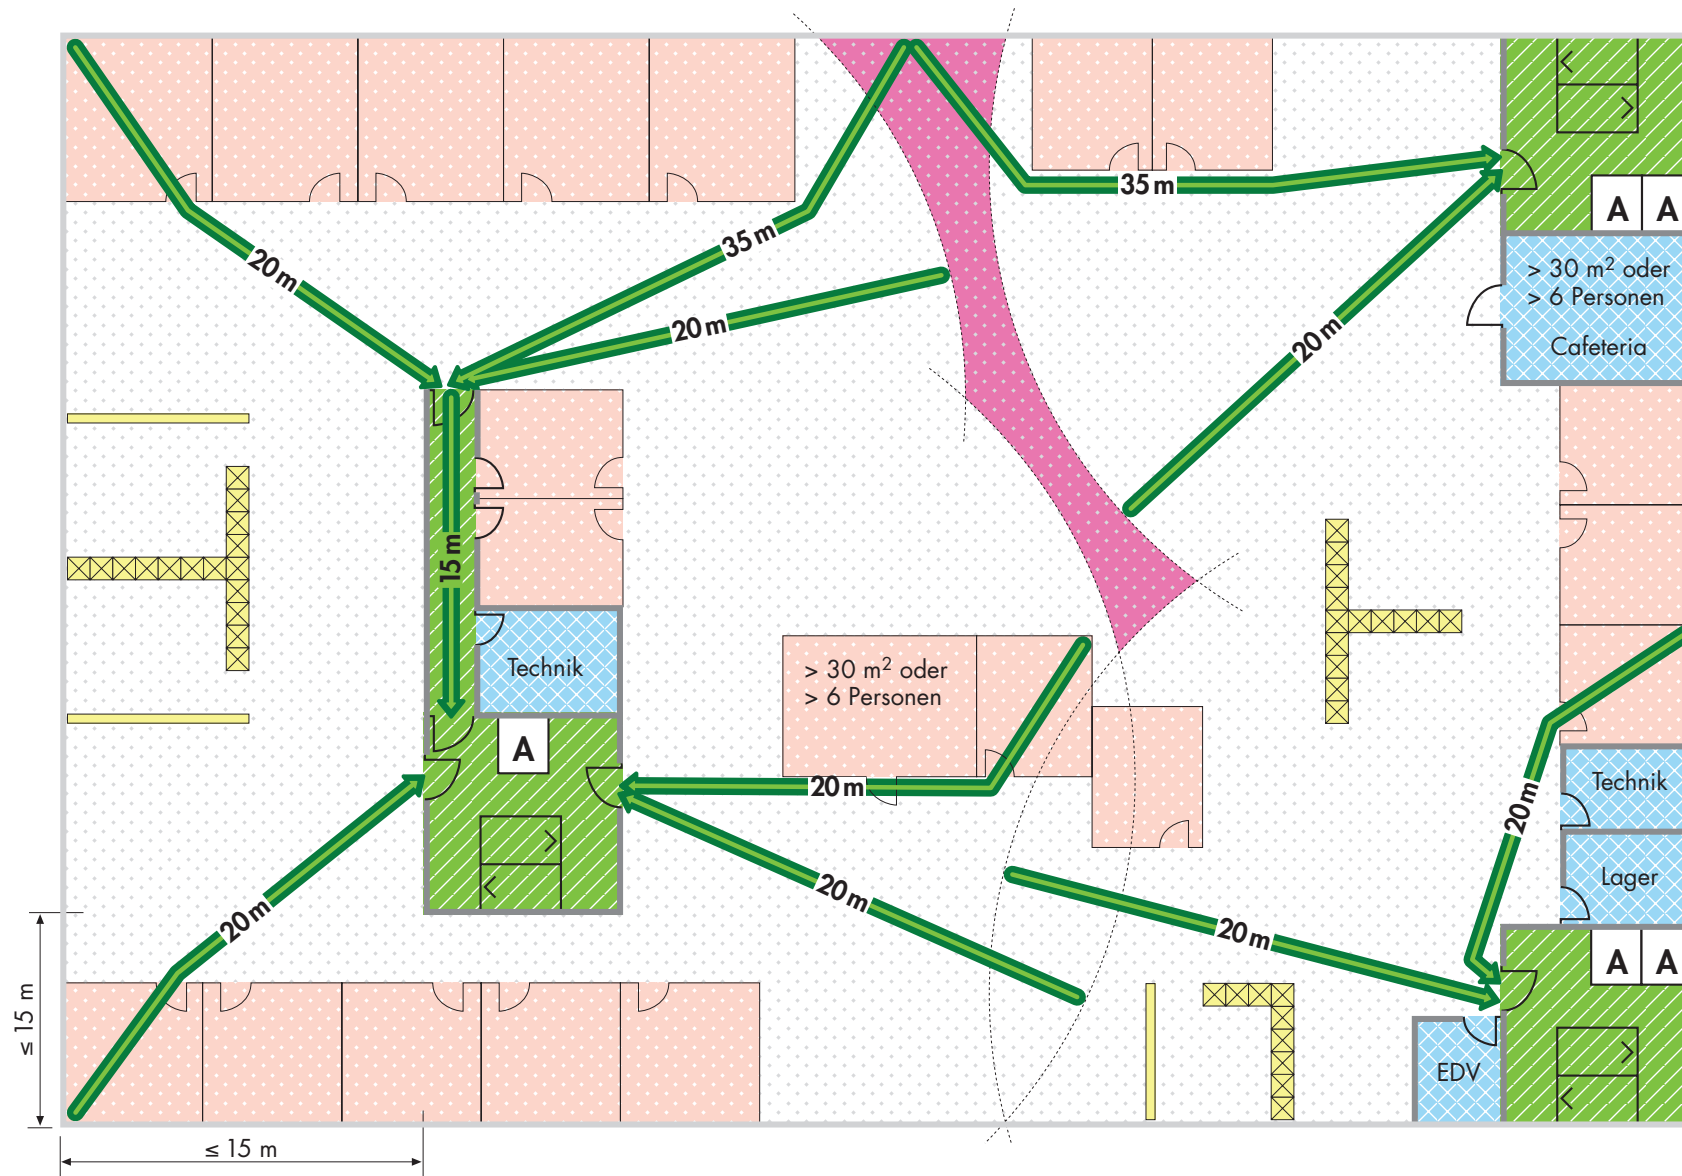 35 m
A A
> 30 m² oder
> 6 Personen
Cafeteria
35 m
20 m
20 m
20 m
15 m
Technik
> 30 m² oder
> 6 Personen
A
20 m
Technik
20 m
Lager
20 m
20 m
20 m
A A
≤ 15 m
EDV
≤ 15 m